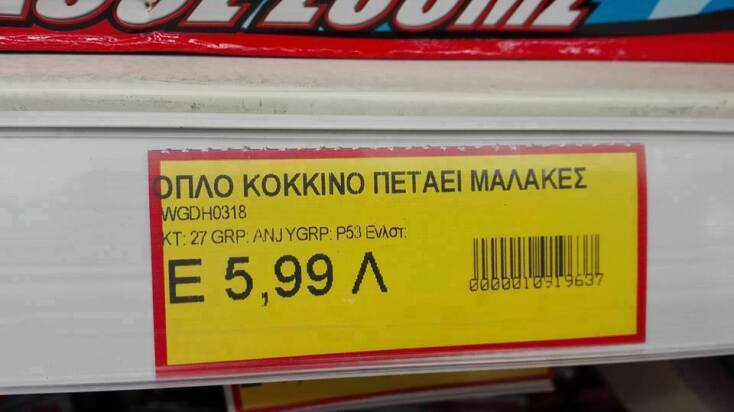 ΟΠΛΟ ΚΟΚΚΙΝΟ ΠΕΤΑΕΙ ΜΑΛΑΚΕΣ
WGDH0318
ΚΤ: 27 GRP: ANJ YGRP: P53 Ενλστ:
Ε 5,99 Λ
0000010919637